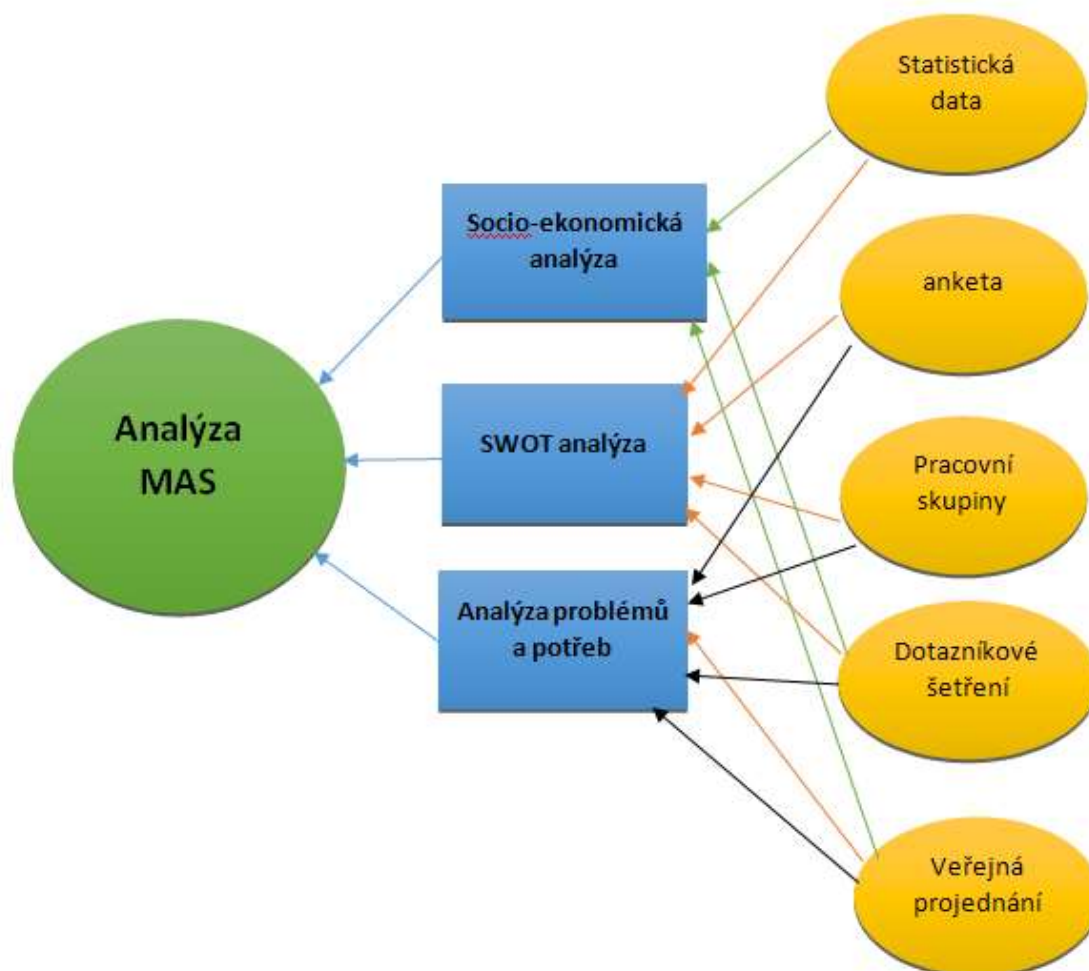 Statistická
data
Socio-ekonomická
analýza
anketa
Analýza
MAS
SWOT analýza
Pracovní
skupiny
Analýza problémů
a potřeb
Dotazníkové
šetření
Veřejná
projednání